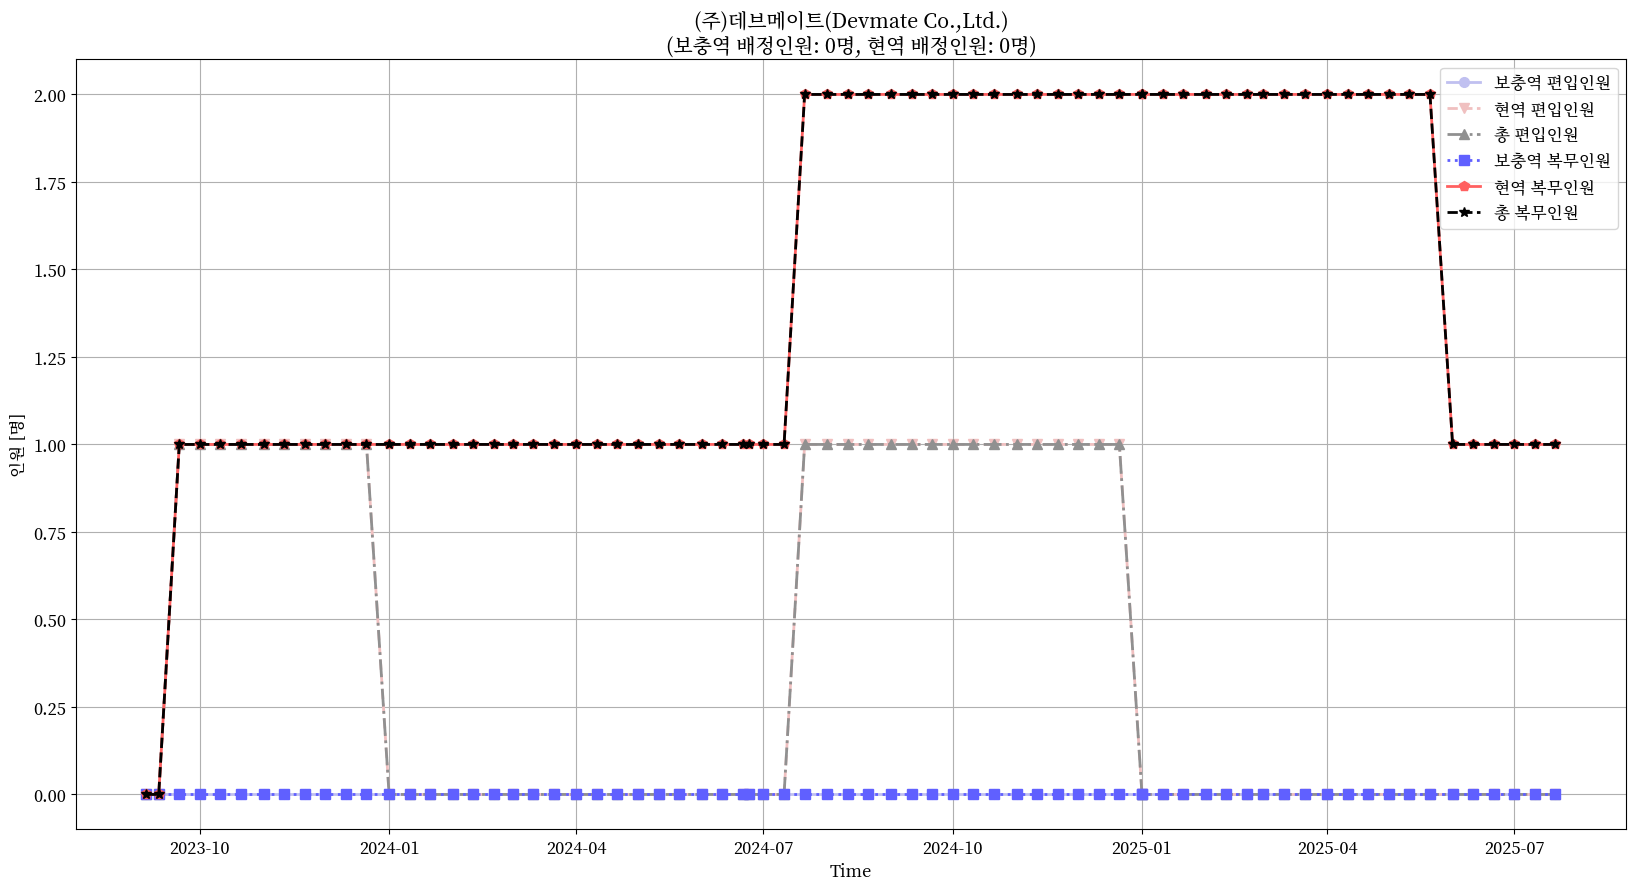 (주)데브메이트(Devmate Co.,Ltd.)
(보충역 배정인원: 0명, 현역 배정인원: 0명)
보충역 편입인원
현역 편입인원
총 편입인원
보충역 복무인원
현역 복무인원
총 복무인원
인원 [명]
2.00
1.75
1.50
1.25
1.00
0.75
0.50
0.25
0.00
2023-10
2024-01
2024-04
2024-07
2024-10
2025-01
2025-04
2025-07
Time